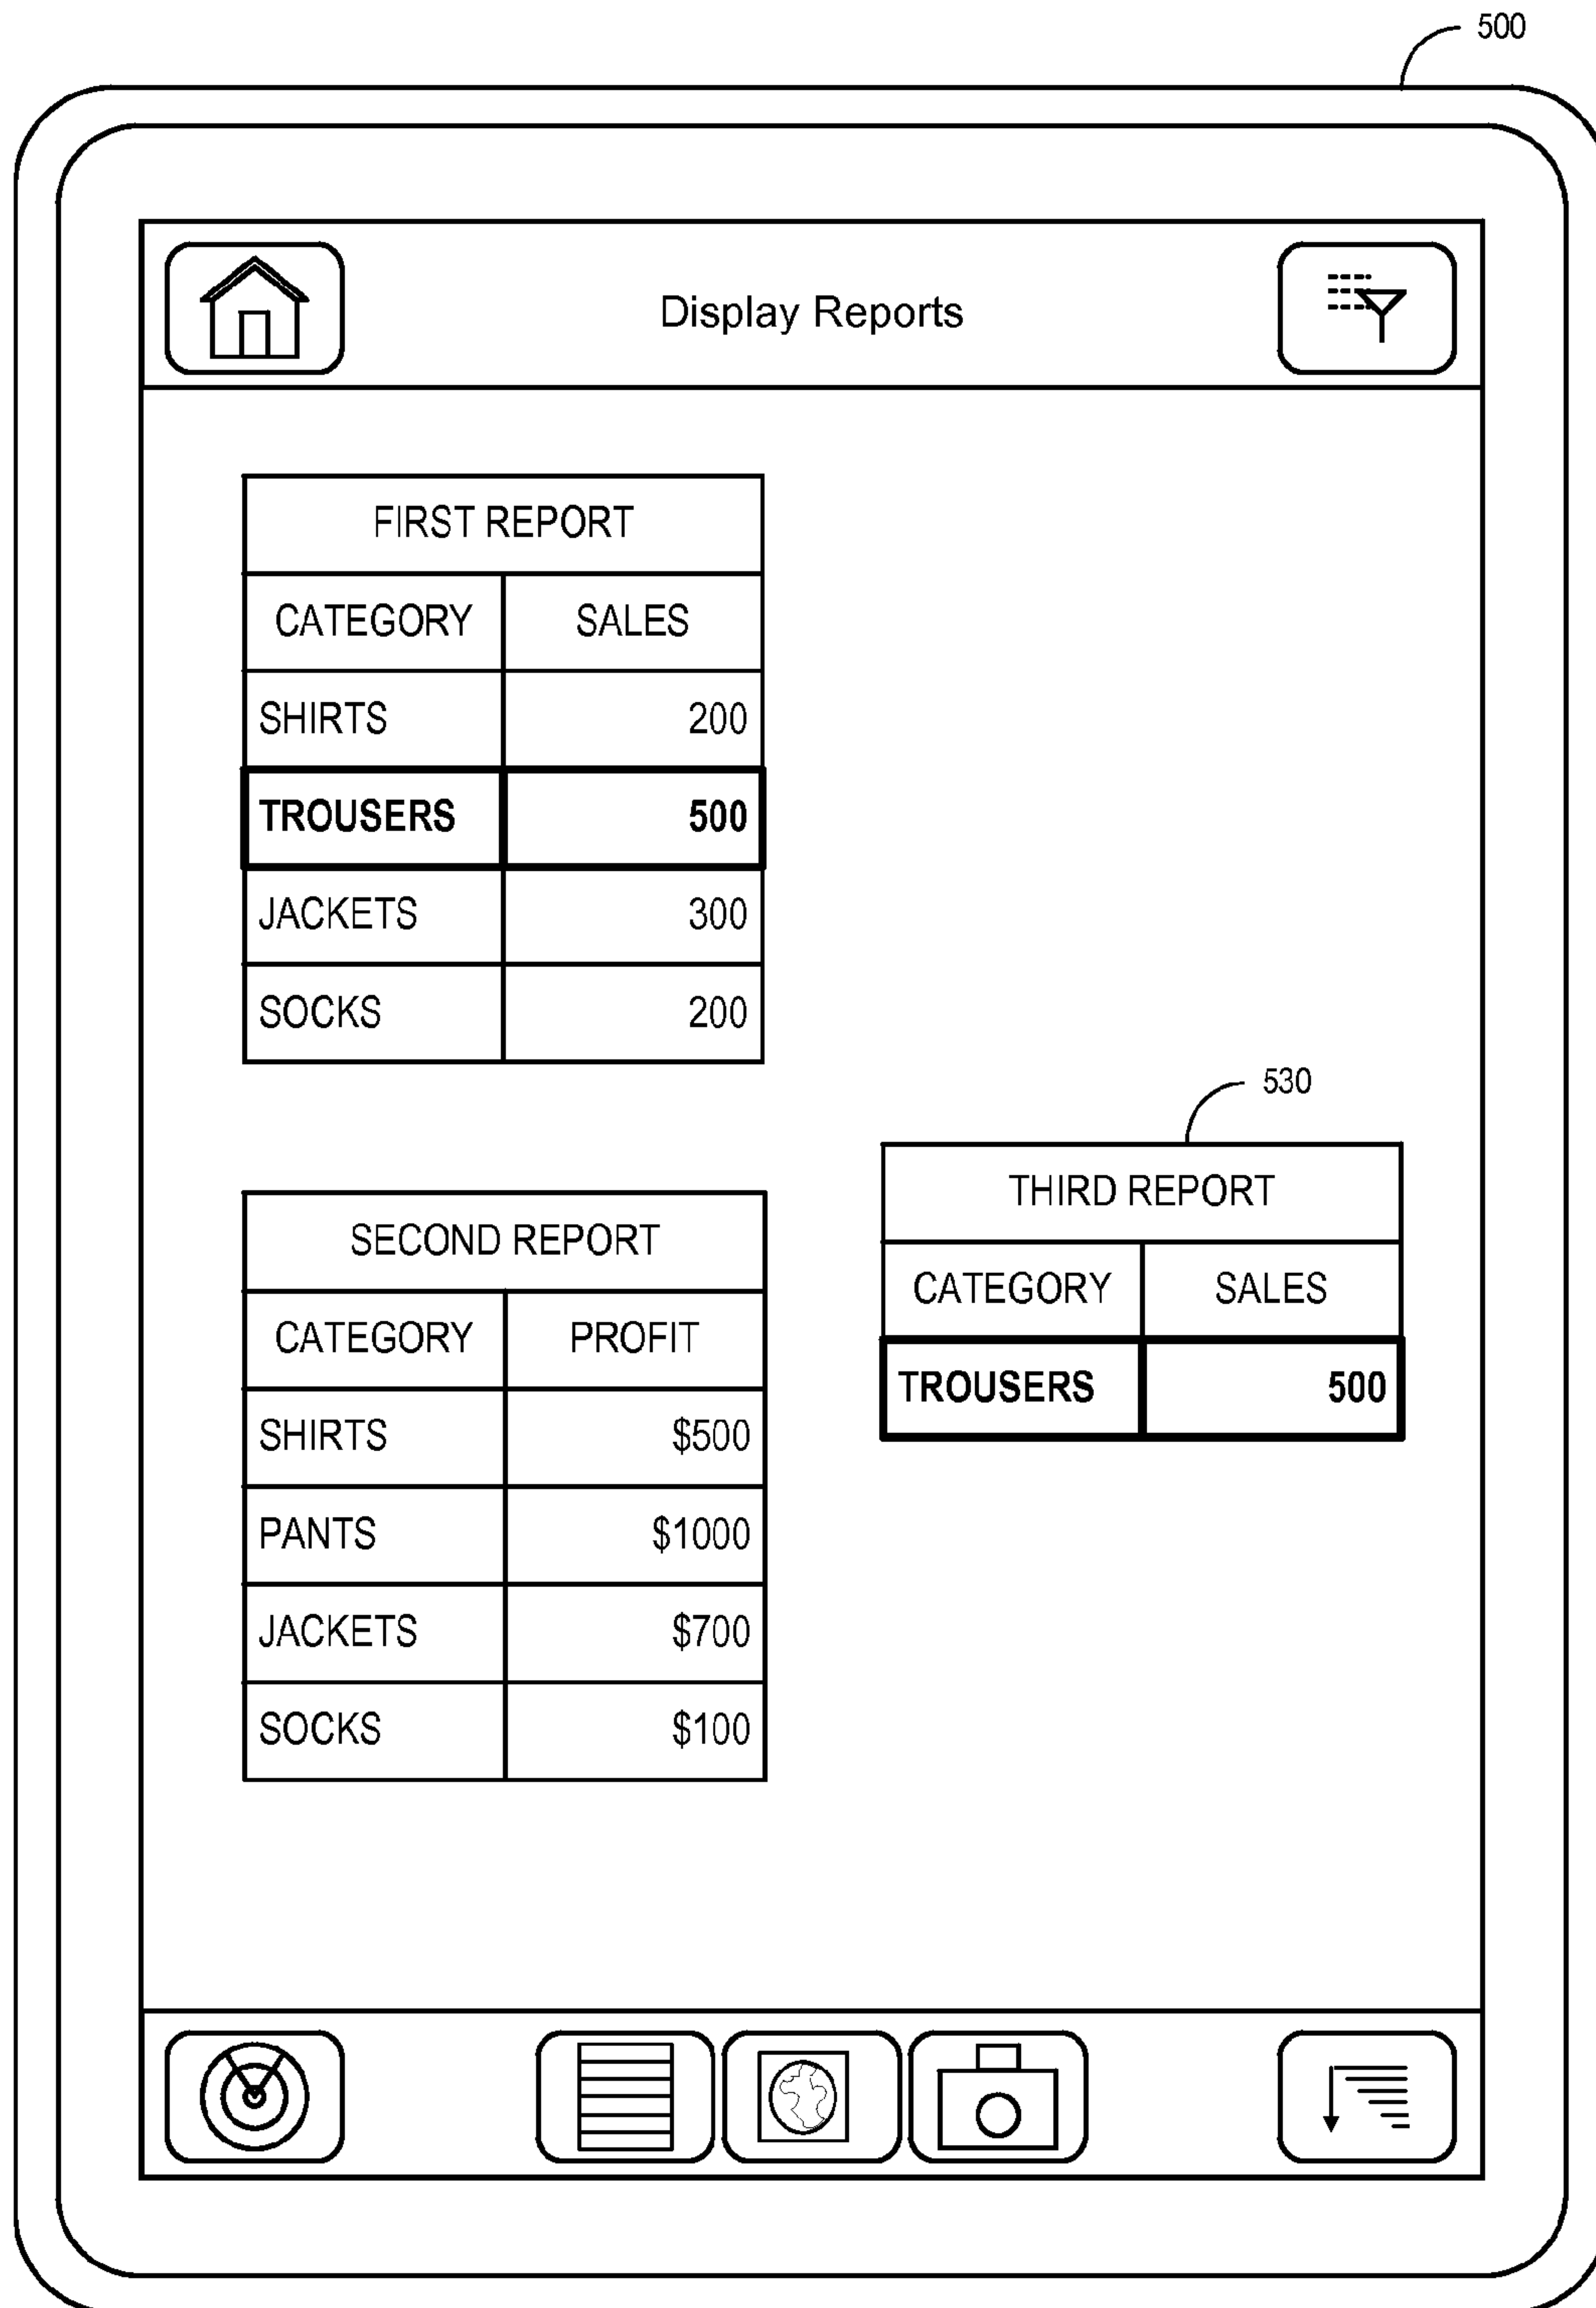 500
Display Reports
FIRST REPORT
CATEGORY SALES
SHIRTS 200
TROUSERS 500
JACKETS 300
SOCKS 200
530
THIRD REPORT
CATEGORY SALES
TROUSERS 500
SECOND REPORT
CATEGORY PROFIT
SHIRTS $500
PANTS $1000
JACKETS $700
SOCKS $100